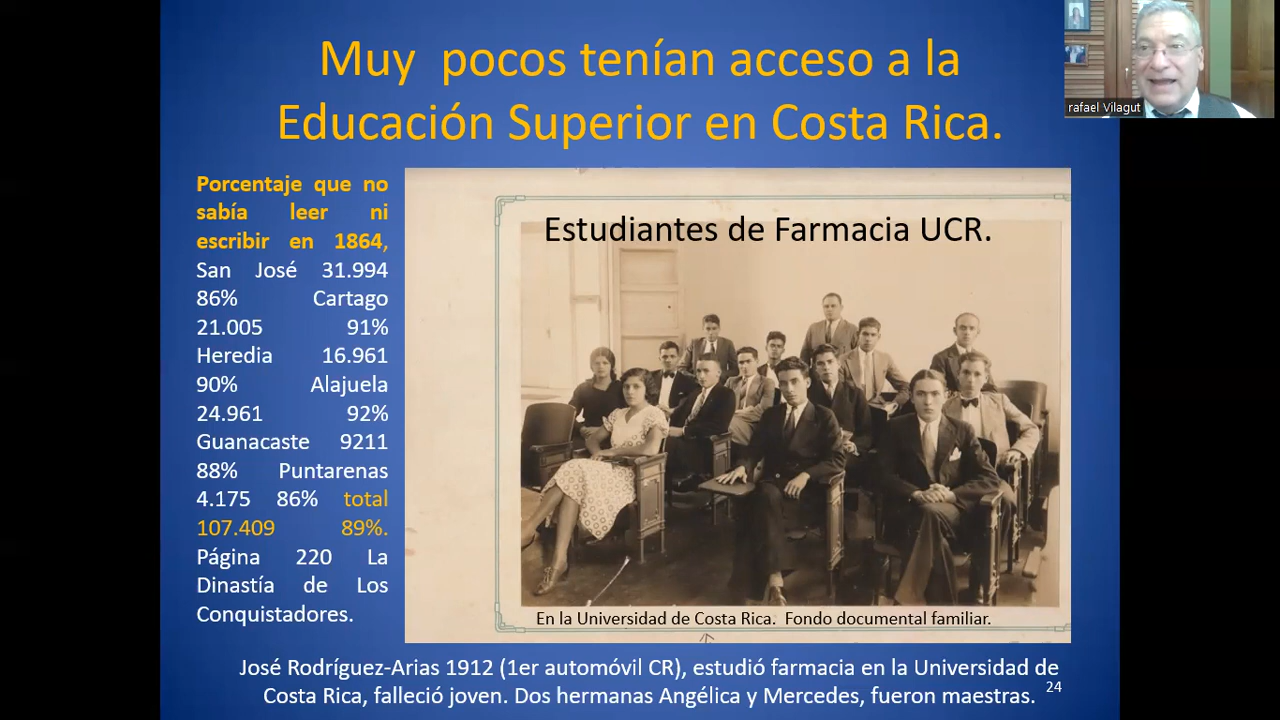 Muy pocos tenían acceso a la
Educación Superior en Costa Rica.
rafael Vilagut
Porcentaje que no
sabía leer ni
escribir en 1864,
San José 31.994
86% Cartago
21.005 91%
Heredia 16.961
90% Alajuela
24.961 92%
Guanacaste 9211
88% Puntarenas
4.175 86% total
107.409 89%.
Página 220 La
Dinastía de Los
Conquistadores.
Estudiantes de Farmacia UCR.
En la Universidad de Costa Rica. Fondo documental familiar.
José Rodríguez-Arias 1912 (1er automóvil CR), estudió farmacia en la Universidad de
Costa Rica, falleció joven. Dos hermanas Angélica y Mercedes, fueron maestras.
24